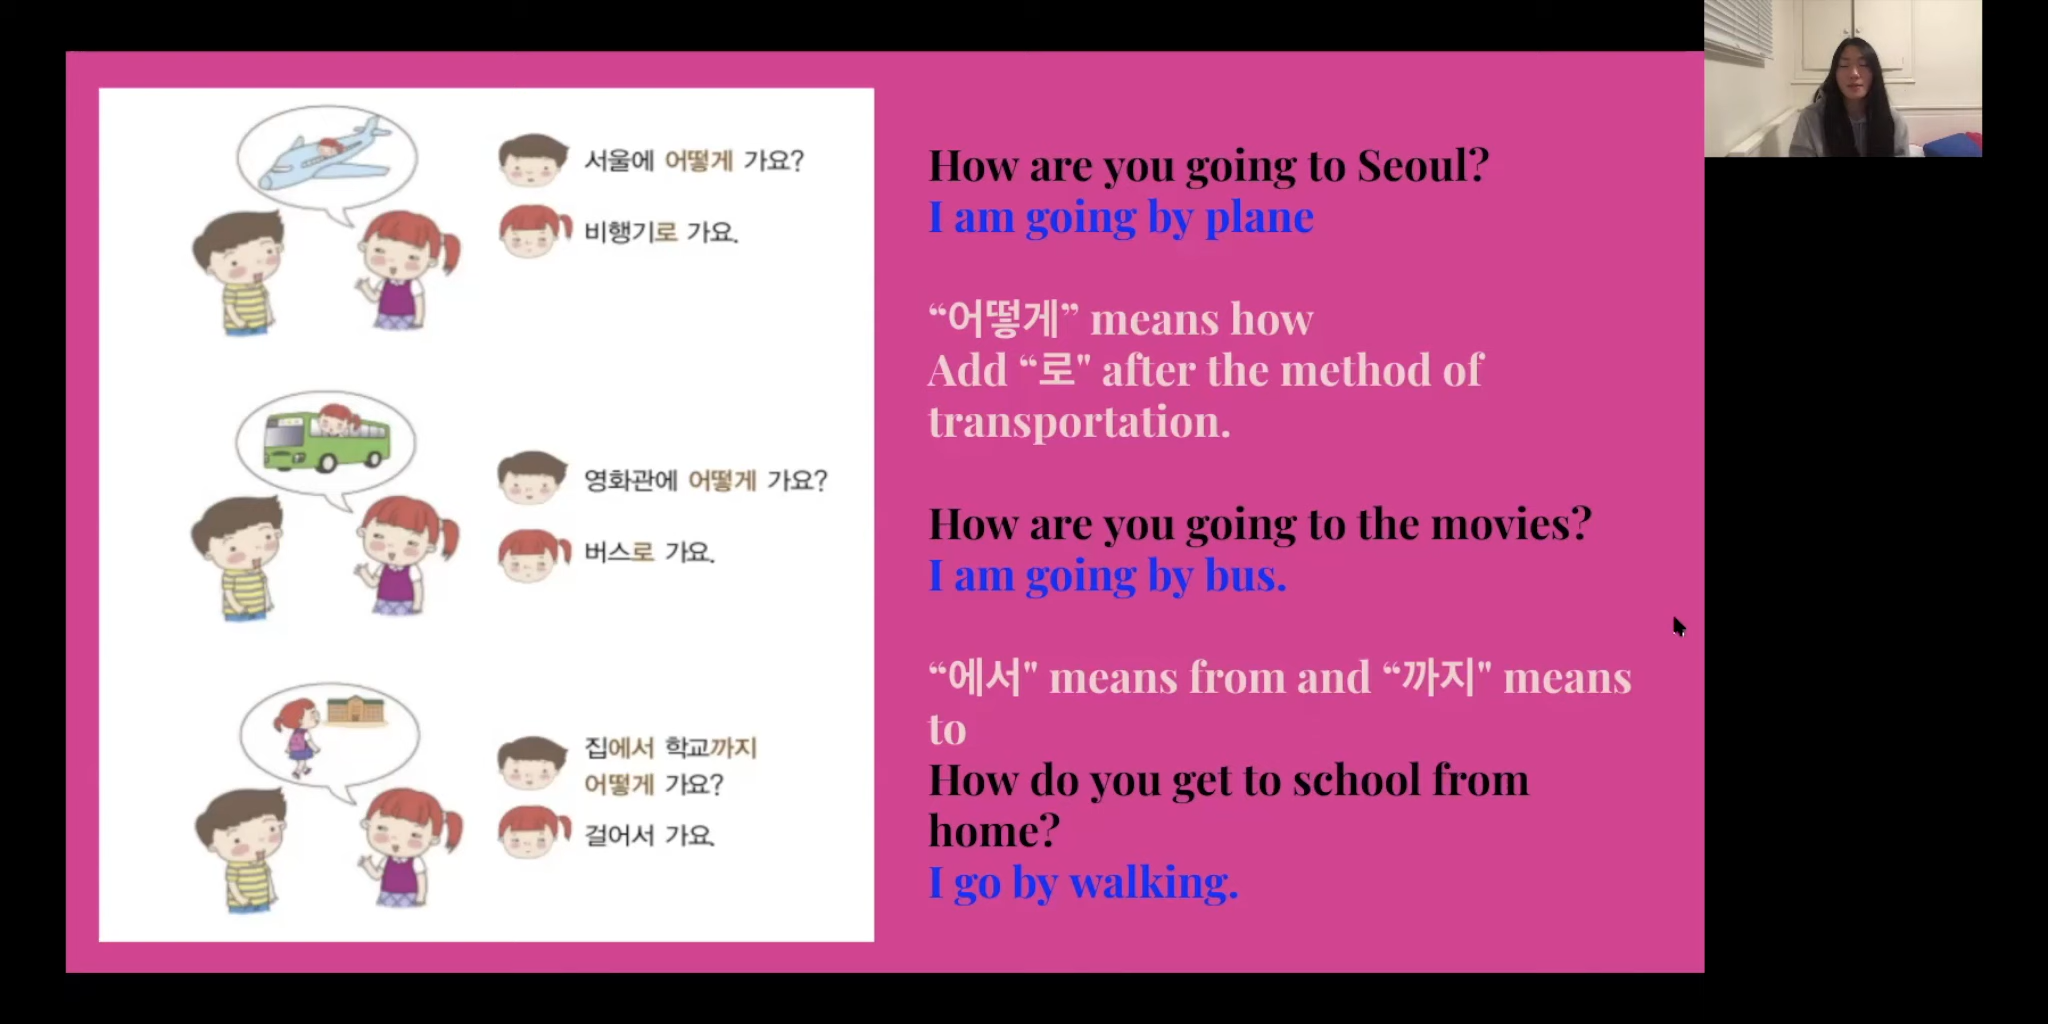 서울에 어떻게 가요?
비행기로 가요.
영화관에 어떻게 가요?
버스로 가요.
집에서 학교까지
어떻게 가요?
걸어서 가요.
How are you going to Seoul?
I am going by plane
“어떻게” means how
Add “로" after the method of
transportation.
How are you going to the movies?
I am going by bus.
“에서" means from and “까지" means
to
How do you get to school from
home?
I go by walking.